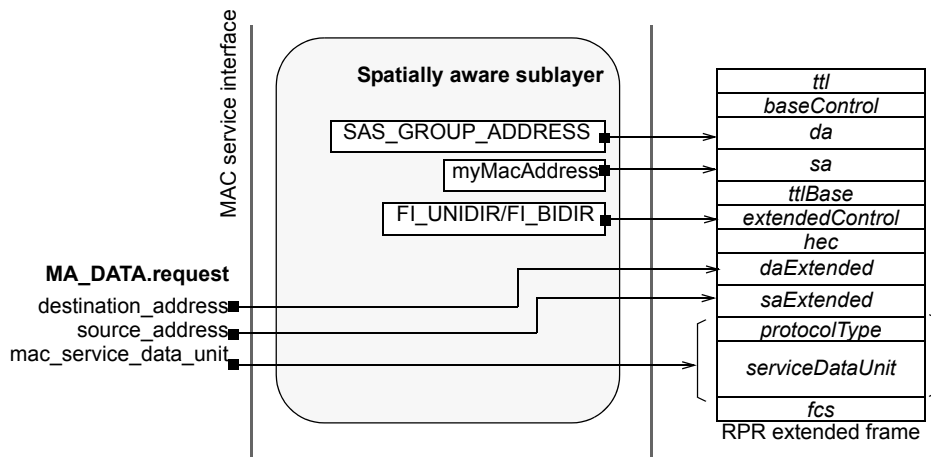 MAC service interface
Spatially aware sublayer
SAS_GROUP_ADDRESS
myMacAddress
FI_UNIDIR/FI_BIDIR
MA_DATA.request
destination_address
source_address
mac_service_data_unit
ttl
baseControl
da
sa
ttlBase
extendedControl
hec
daExtended
saExtended
protocolType
serviceDataUnit
fcs
RPR extended frame